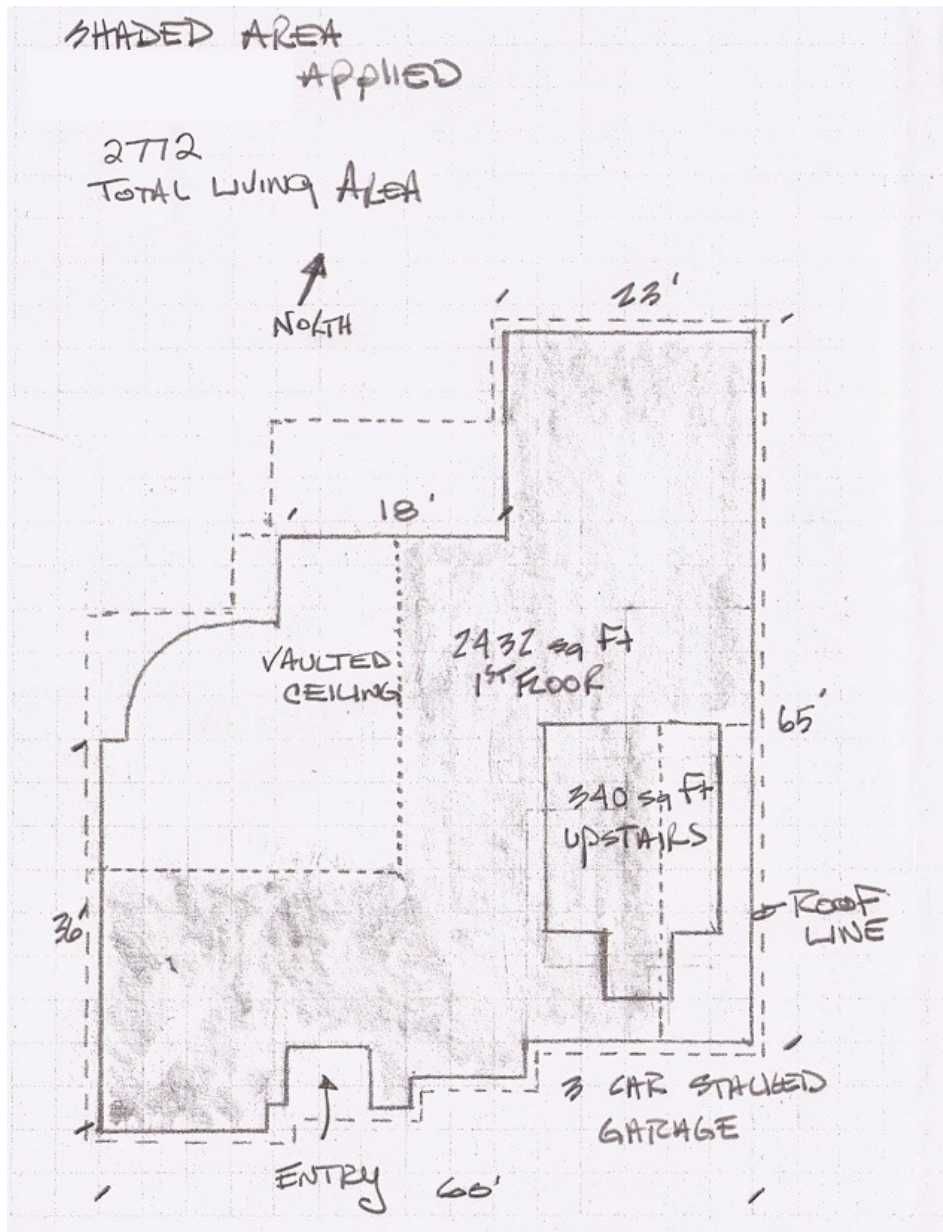 SHADED AREA
APPLIED
2772
TOTAL LIVING AREA
NORTH
23'
18'
2432 sq ft
1ST FLOOR
VAULTED
CEILING
65'
340 sq ft
UPSTAIRS
36'
ROOF
LINE
3 CAR STACKED
GARAGE
ENTRY
60'